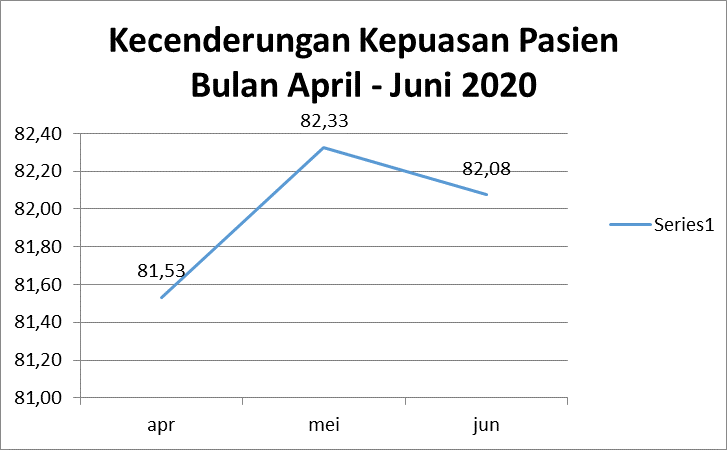 Kecenderungan Kepuasan Pasien
Bulan April - Juni 2020
82,40
82,20
82,00
81,80
81,60
81,40
81,20
81,00
82,33
82,08
81,53
apr
mei
jun
Series1